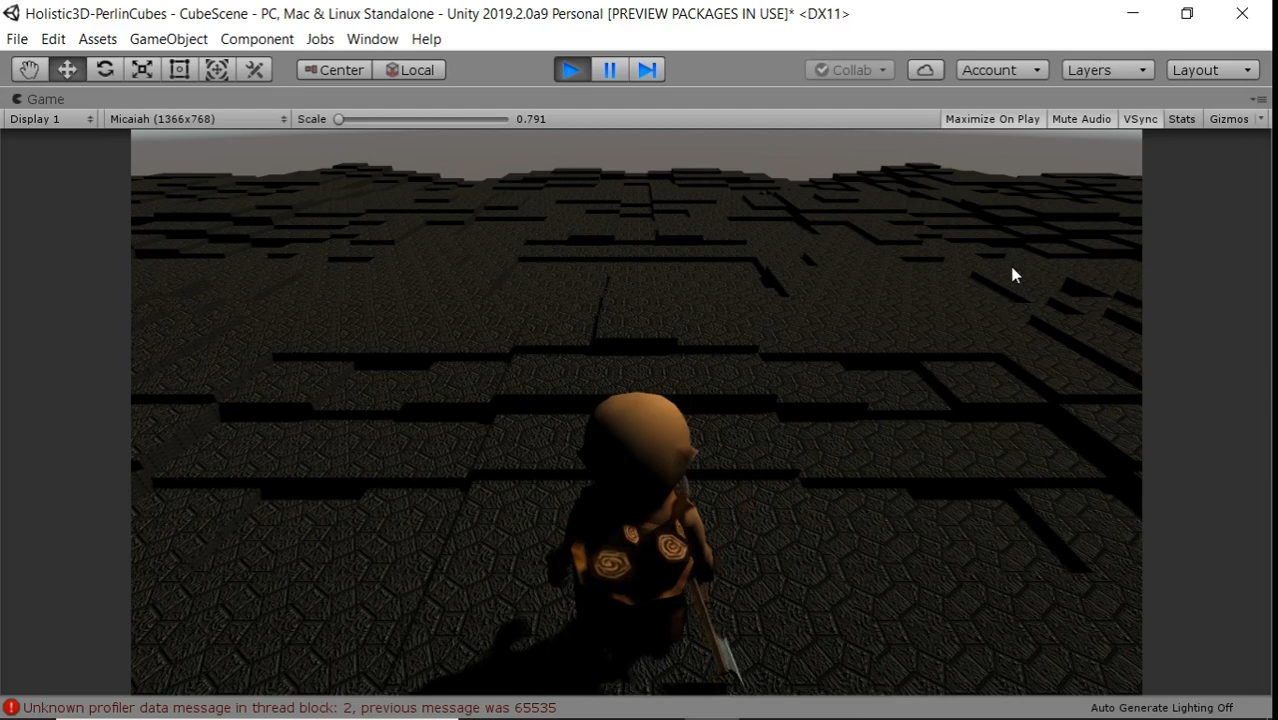 Holistic3D-PerlinCubes - CubeScene - PC, Mac & Linux Standalone - Unity 2019.2.0a9 Personal [PREVIEW PACKAGES IN USE]* <DX11>
File Edit Assets GameObject Component Jobs Window Help
Center Local Collab Account Layers Layout
Game
Display 1 Micaiah (1366x768) Scale 0.791 Maximize On Play Mute Audio VSync Stats Gizmos
Unknown profiler data message in thread block: 2, previous message was 65535 Auto Generate Lighting Off